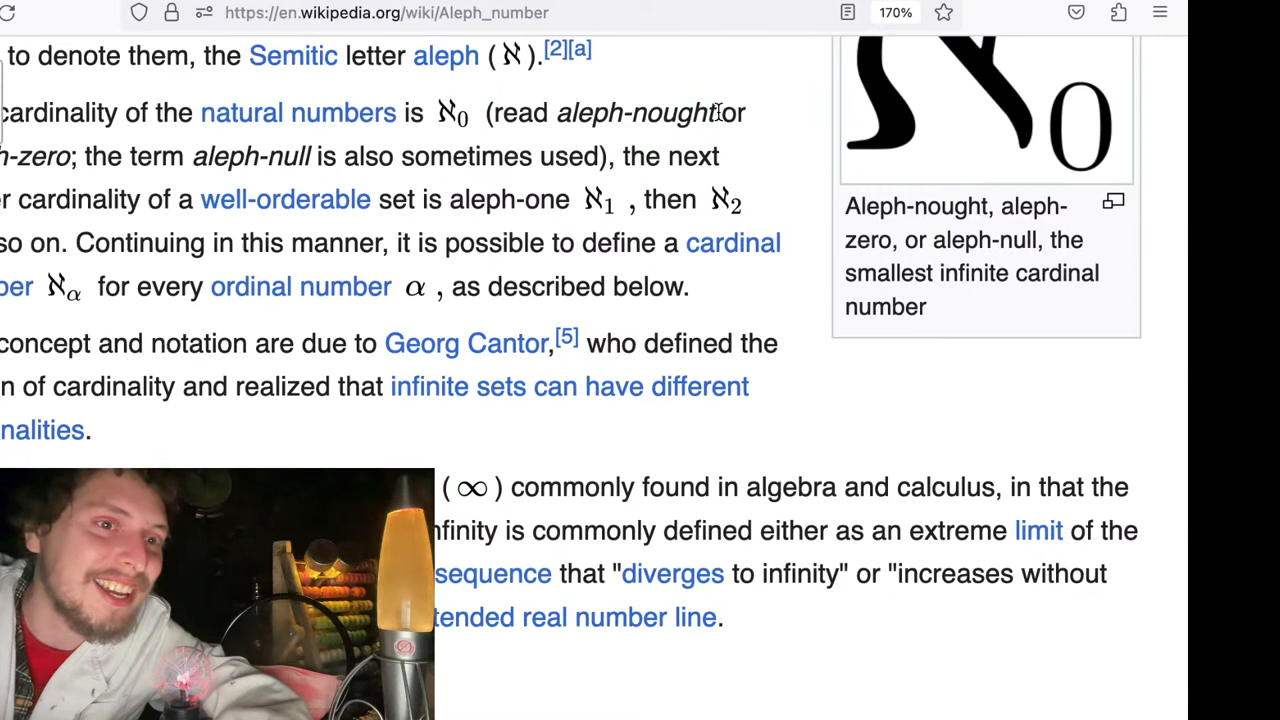 https://en.wikipedia.org/wiki/Aleph_number
170%
to denote them, the Semitic letter aleph (ℵ).[2][a]
cardinality of the natural numbers is ℵ0 (read aleph-nought or
h-zero; the term aleph-null is also sometimes used), the next
r cardinality of a well-orderable set is aleph-one ℵ1 , then ℵ2
so on. Continuing in this manner, it is possible to define a cardinal
ber ℵα for every ordinal number α , as described below.
concept and notation are due to Georg Cantor,[5] who defined the
n of cardinality and realized that infinite sets can have different
nalities.
(∞) commonly found in algebra and calculus, in that the
nfinity is commonly defined either as an extreme limit of the
sequence that "diverges to infinity" or "increases without
tended real number line.
ℵ0
Aleph-nought, aleph-
zero, or aleph-null, the
smallest infinite cardinal
number